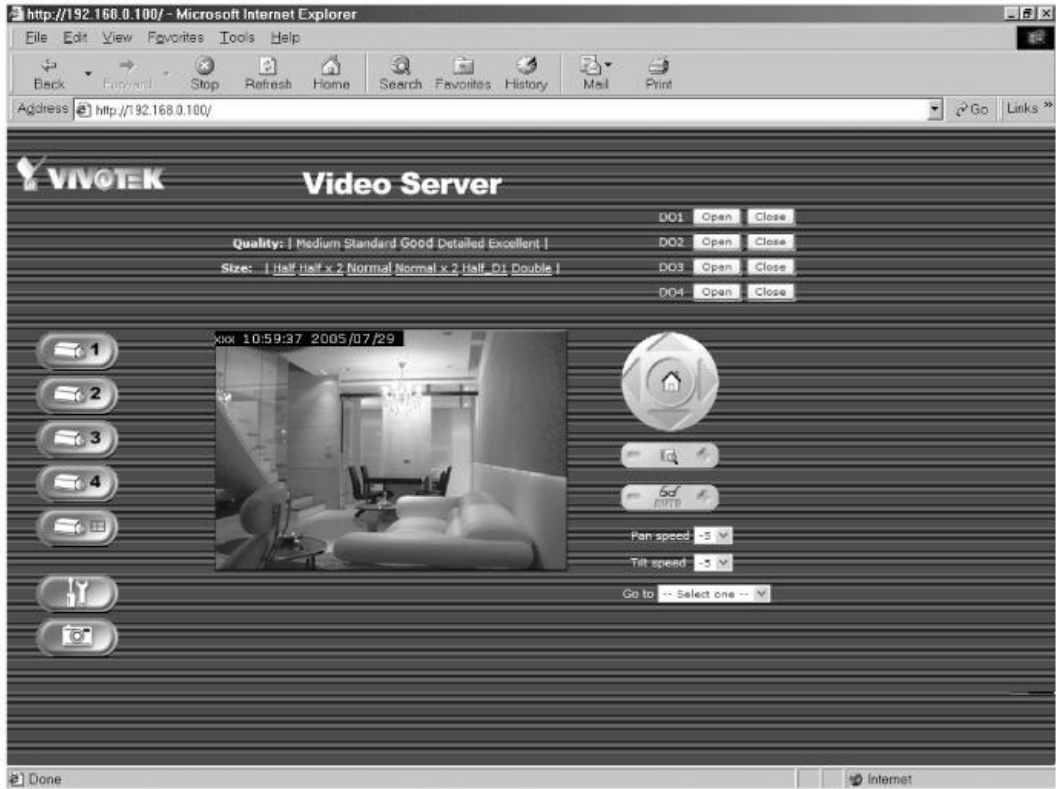 http://192.168.0.100/ - Microsoft Internet Explorer
File Edit View Favorites Tools Help
Back Forward Stop Refresh Home Search Favorites History Mail Print
Address http://192.168.0.100/ Go Links »
VIVOTEK
Video Server
DO1 Open Close
Quality: | Medium Standard Good Detailed Excellent |
DO2 Open Close
Size: | Half Half x 2 Normal Normal x 2 Half_D1 Double |
DO3 Open Close
DO4 Open Close
xxx 10:59:37 2005/07/29
1
2
3
4
Pan speed -5
Tilt speed -5
Go to -- Select one --
Done
Internet